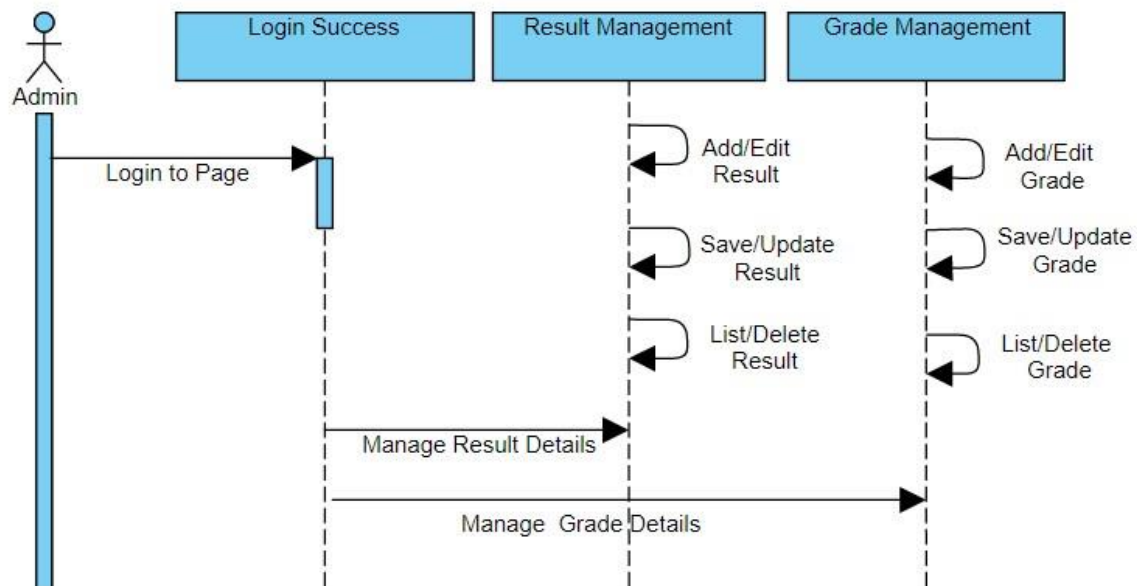 Login Success
Result Management
Grade Management
Admin
Login to Page
Add/Edit
Result
Add/Edit
Grade
Save/Update
Result
Save/Update
Grade
List/Delete
Result
List/Delete
Grade
Manage Result Details
Manage  Grade Details